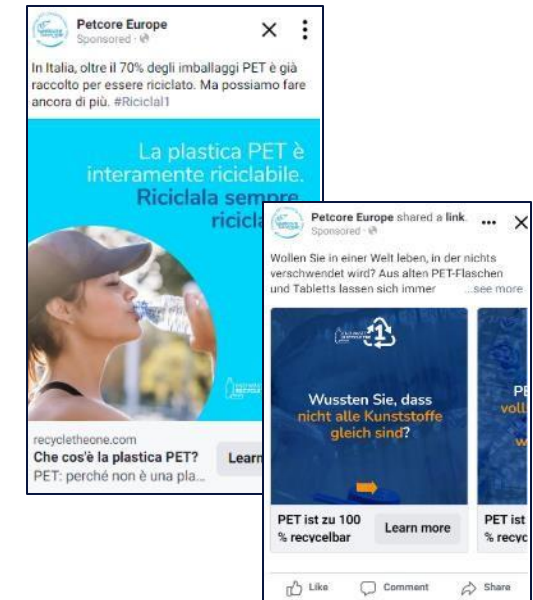 Petcore Europe
Sponsored ·
In Italia, oltre il 70% degli imballaggi PET è già
raccolto per essere riciclato. Ma possiamo fare
ancora di più. #Riciclal1
La plastica PET è
interamente riciclabile.
Riciclala sempre,
recyclettheone.com
Che cos'è la plastica PET?
PET: perché non è una pla...
Learn
Petcore Europe shared a link.
Sponsored ·
Wollen Sie in einer Welt leben, in der nichts
verschwendet wird? Aus alten PET-Flaschen
und Tabletts lassen sich immer ...see more
1
Wussten Sie, dass
nicht alle Kunststoffe
gleich sind?
PET ist zu 100
% recycelbar
Learn more
PET ist
Like Comment Share